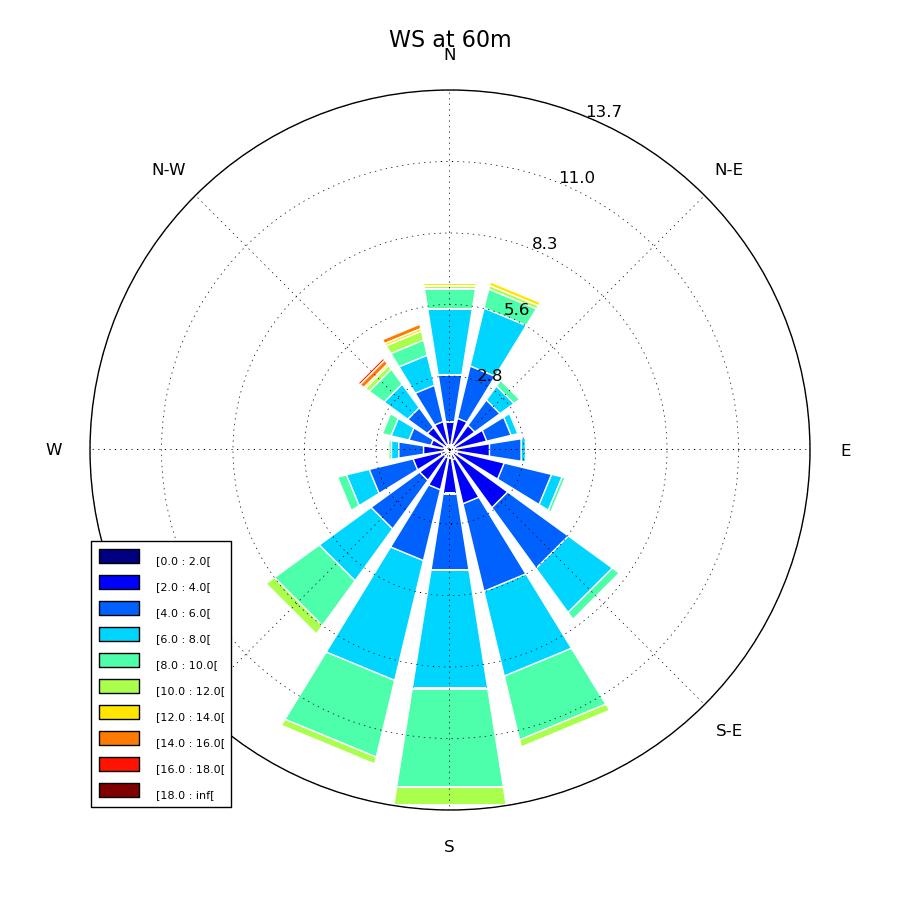 WS at 60m
N
13.7
N-W
N-E
11.0
8.3
5.6
2.8
W
E
[0.0 : 2.0[
[2.0 : 4.0[
[4.0 : 6.0[
[6.0 : 8.0[
[8.0 : 10.0[
[10.0 : 12.0[
[12.0 : 14.0[
[14.0 : 16.0[
[16.0 : 18.0[
[18.0 : inf[
S-E
S